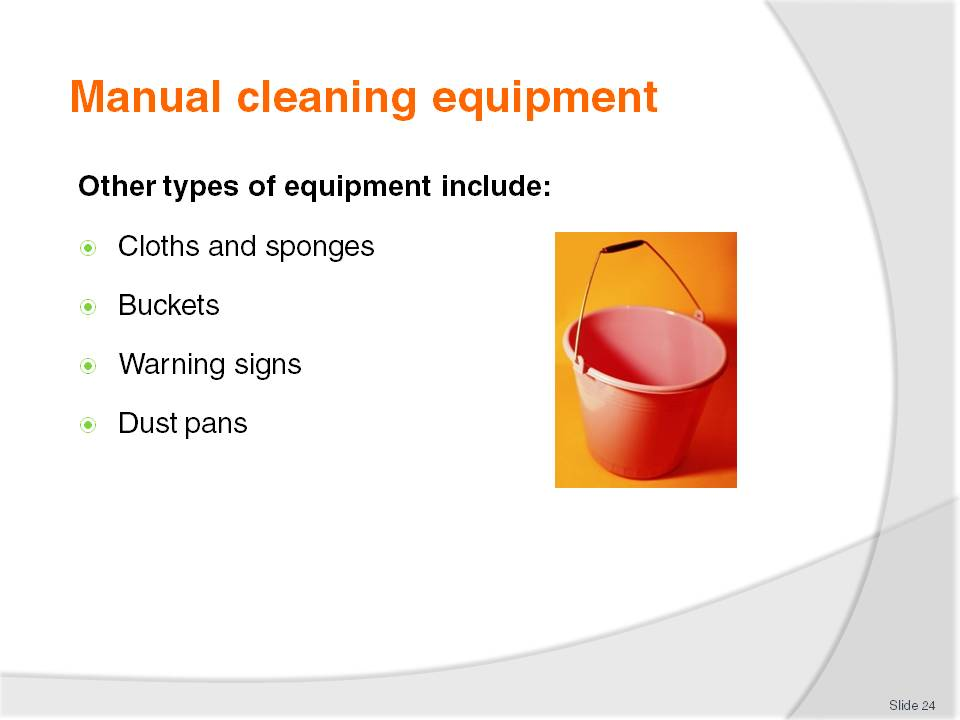 Manual cleaning equipment
Other types of equipment include:
Cloths and sponges
Buckets
Warning signs
Dust pans
Slide 24